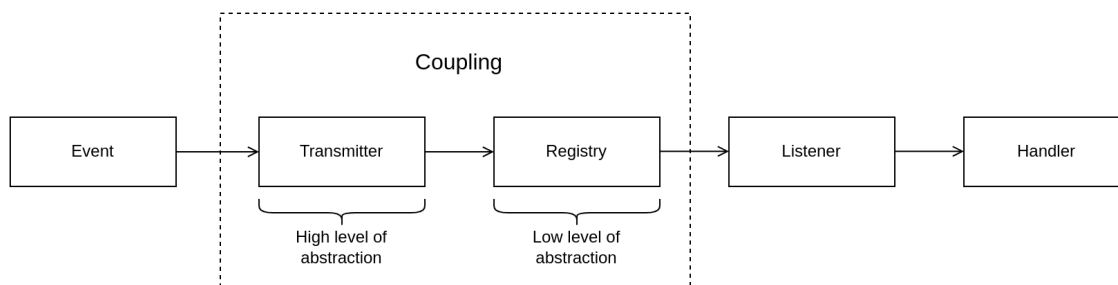 Coupling
Event
Transmitter
Registry
Listener
Handler
High level of
abstraction
Low level of
abstraction